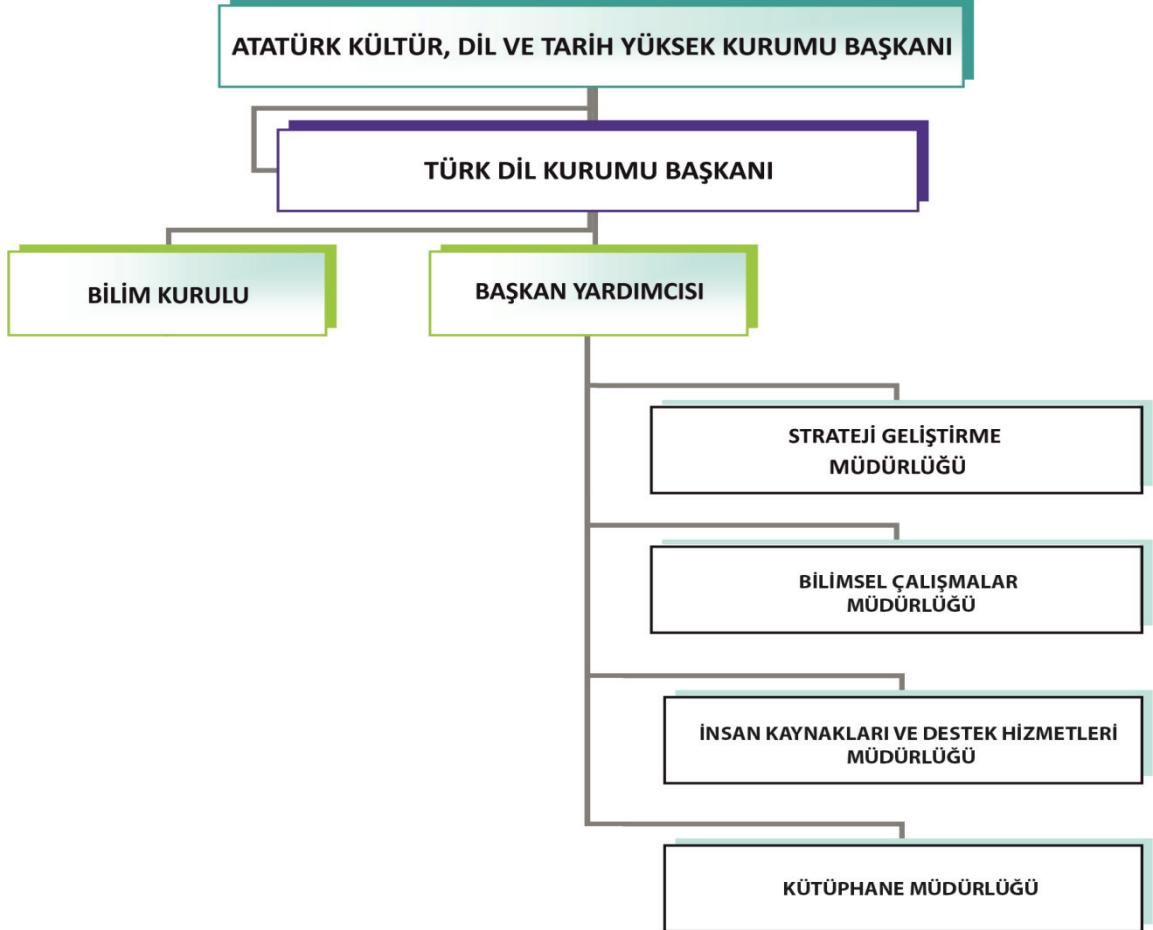 ATATÜRK KÜLTÜR, DİL VE TARİH YÜKSEK KURUMU BAŞKANI
TÜRK DİL KURUMU BAŞKANI
BİLİM KURULU
BAŞKAN YARDIMCISI
STRATEJİ GELİŞTİRME
MÜDÜRLÜĞÜ
BİLİMSEL ÇALIŞMALAR
MÜDÜRLÜĞÜ
İNSAN KAYNAKLARI VE DESTEK HİZMETLERİ
MÜDÜRLÜĞÜ
KÜTÜPHANE MÜDÜRLÜĞÜ